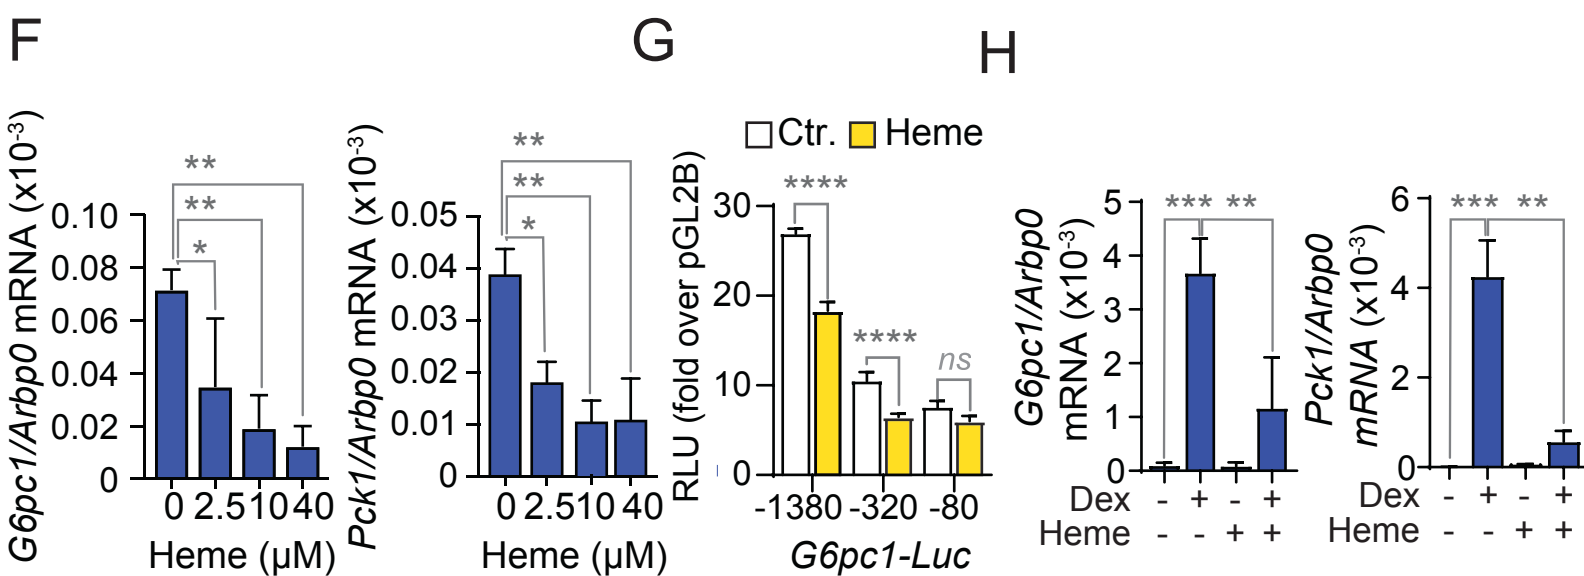 F
G6pc1/Arbp0 mRNA (x10⁻³)
0.10
0.08
0.06
0.04
0.02
0
**
**
*
0 2.5 10 40
Heme (µM)
Pck1/Arbp0 mRNA (x10⁻³)
0.05
0.04
0.03
0.02
0.01
0
**
**
*
0 2.5 10 40
Heme (µM)
G
Ctr. Heme
RLU (fold over pGL2B)
30
20
10
0
****
****
ns
-1380 -320 -80
G6pc1-Luc
H
G6pc1/Arbp0
mRNA (x10⁻³)
5
4
3
2
1
0
*** **
Dex - + - +
Heme - - + +
Pck1/Arbp0
mRNA (x10⁻³)
6
4
2
0
*** **
Dex - + - +
Heme - - + +